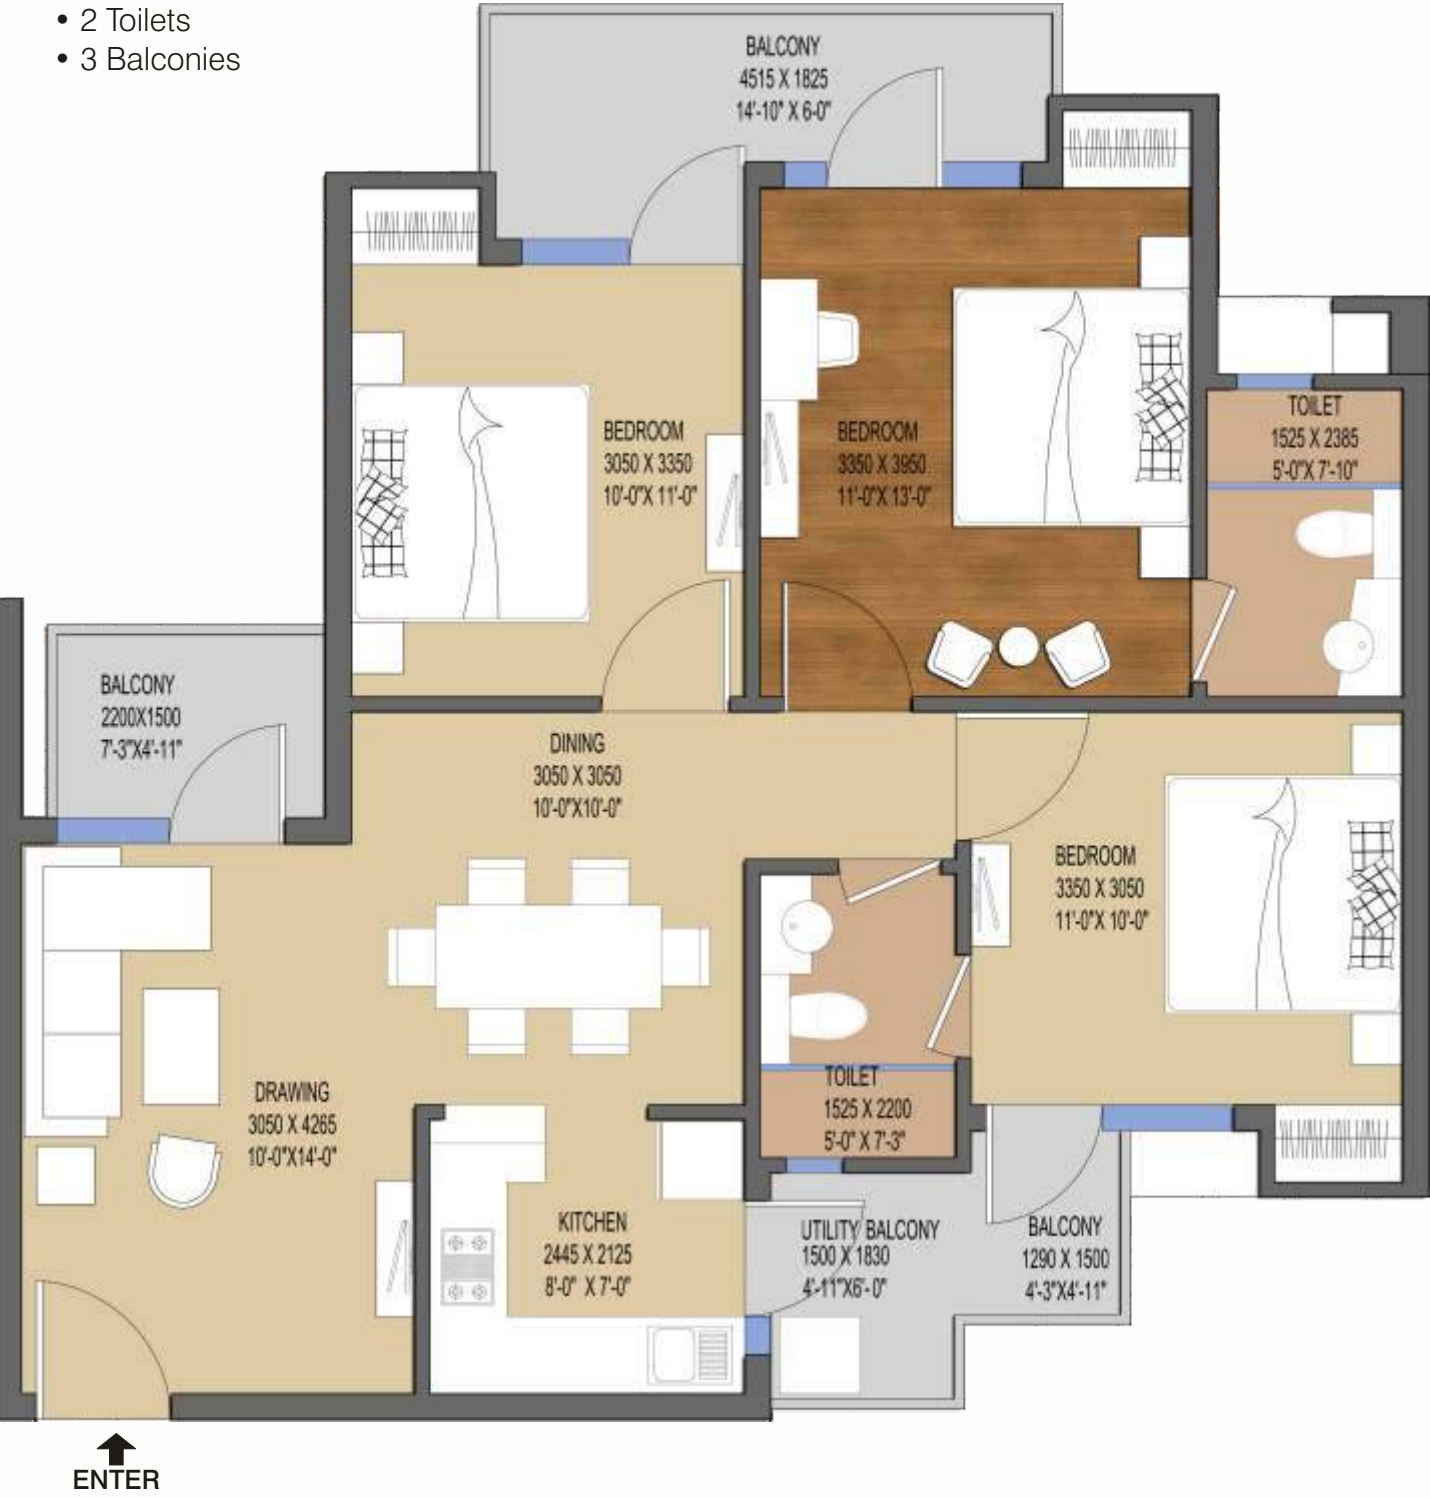 • 2 Toilets
• 3 Balconies
BALCONY
4515 X 1825
14'-10" X 6-0"
BEDROOM
3050 X 3350
10'-0"X 11'-0"
BEDROOM
3350 X 3950
11'-0"X 13'-0"
TOILET
1525 X 2385
5'-0"X 7'-10"
BALCONY
2200X1500
7'-3"X4'-11"
DINING
3050 X 3050
10'-0"X10'-0"
BEDROOM
3350 X 3050
11'-0"X 10'-0"
DRAWING
3050 X 4265
10'-0"X14'-0"
TOILET
1525 X 2200
5'-0" X 7'-3"
KITCHEN
2445 X 2125
8'-0" X 7'-0"
UTILITY BALCONY
1500 X 1830
4'-11"X6'-0"
BALCONY
1290 X 1500
4'-3"X4'-11"
ENTER